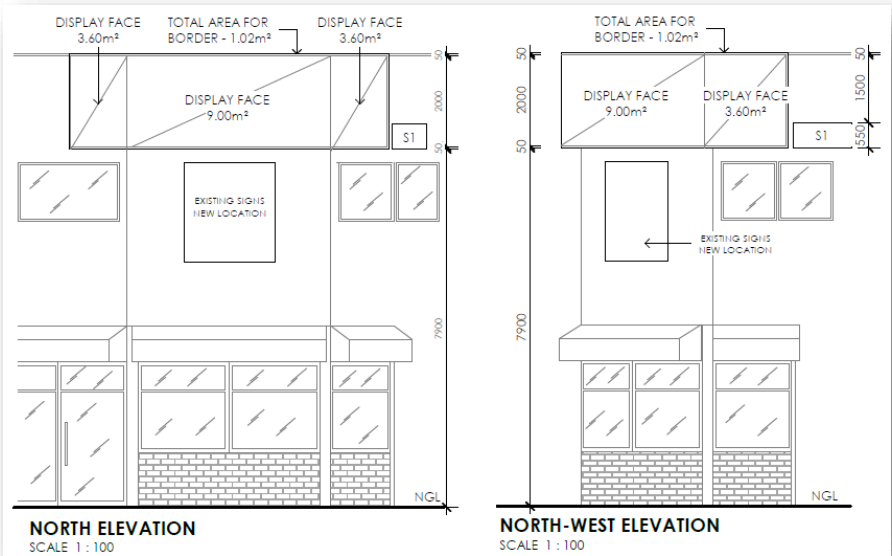 DISPLAY FACE
3.60m²
TOTAL AREA FOR
BORDER - 1.02m²
DISPLAY FACE
3.60m²
DISPLAY FACE
9.00m²
50
2000
50
S1
EXISTING SIGNS
NEW LOCATION
7900
NGL
NORTH ELEVATION
SCALE 1 : 100
TOTAL AREA FOR
BORDER - 1.02m²
50
2000
50
DISPLAY FACE
9.00m²
DISPLAY FACE
3.60m²
50
1500
550
S1
EXISTING SIGNS
NEW LOCATION
7900
NGL
NORTH-WEST ELEVATION
SCALE 1 : 100